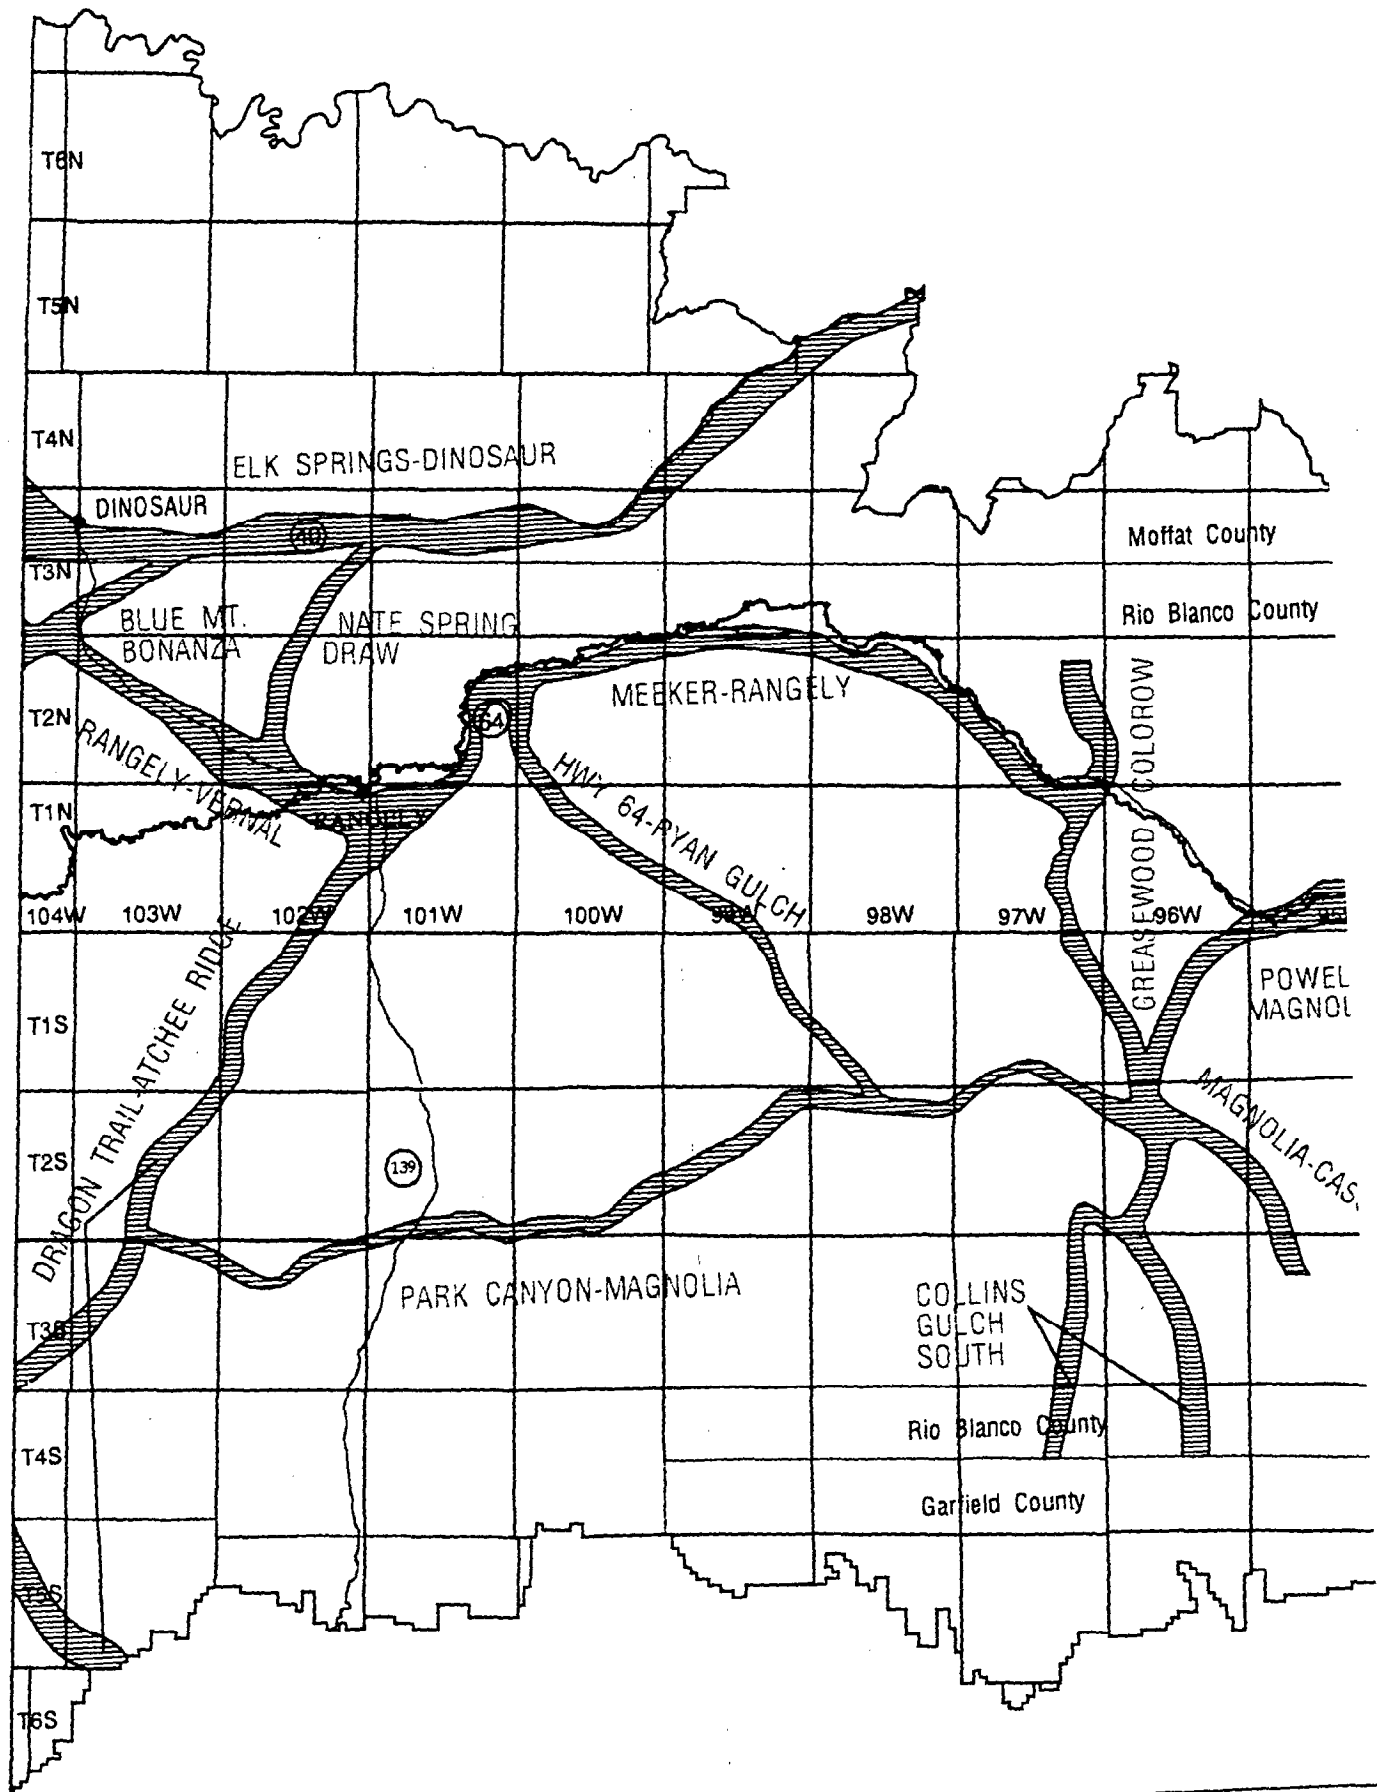 T6N
T5N
T4N
ELK SPRINGS-DINOSAUR
DINOSAUR
40
Moffat County
T3N
Rio Blanco County
BLUE MT.
BONANZA
NATE SPRING
DRAW
MEEKER-RANGELY
COLOROW
T2N
64
RANGELY-VERNAL
HWY 64-RYAN GULCH
T1N
RANGELY
GREASEWOOD
104W 103W 102W 101W 100W 99W 98W 97W 96W
POWEL
MAGNOL
T1S
DRAGON TRAIL-ATCHEE RIDGE
MAGNOLIA-CAS
T2S
139
PARK CANYON-MAGNOLIA
COLLINS
GULCH
SOUTH
T3S
Rio Blanco County
T4S
Garfield County
T5S
T6S